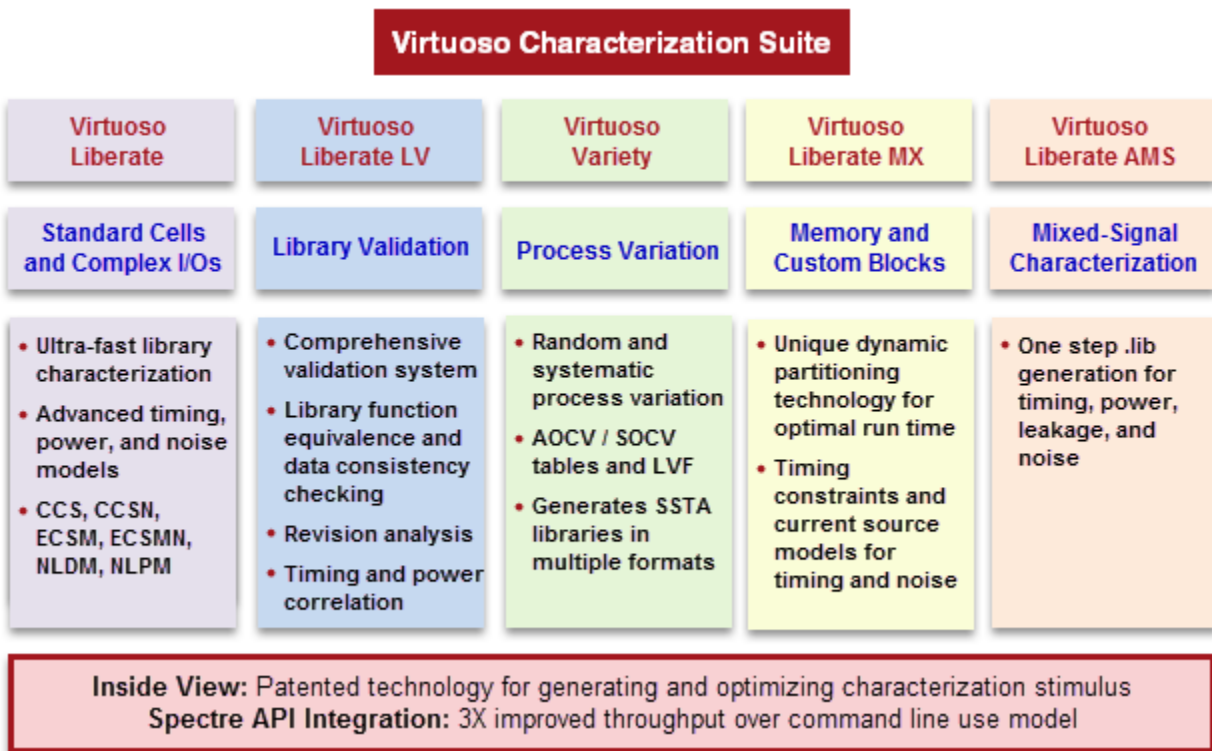 Virtuoso Characterization Suite
Virtuoso
Liberate
Virtuoso
Liberate LV
Virtuoso
Variety
Virtuoso
Liberate MX
Virtuoso
Liberate AMS
Standard Cells
and Complex I/Os
Library Validation
Process Variation
Memory and
Custom Blocks
Mixed-Signal
Characterization
• Ultra-fast library
characterization
• Advanced timing,
power, and noise
models
• CCS, CCSN,
ECSM, ECSMN,
NLDM, NLPM
• Comprehensive
validation system
• Library function
equivalence and
data consistency
checking
• Revision analysis
• Timing and power
correlation
• Random and
systematic
process variation
• AOCV / SOCV
tables and LVF
• Generates SSTA
libraries in
multiple formats
• Unique dynamic
partitioning
technology for
optimal run time
• Timing
constraints and
current source
models for
timing and noise
• One step .lib
generation for
timing, power,
leakage, and
noise
Inside View: Patented technology for generating and optimizing characterization stimulus
Spectre API Integration: 3X improved throughput over command line use model